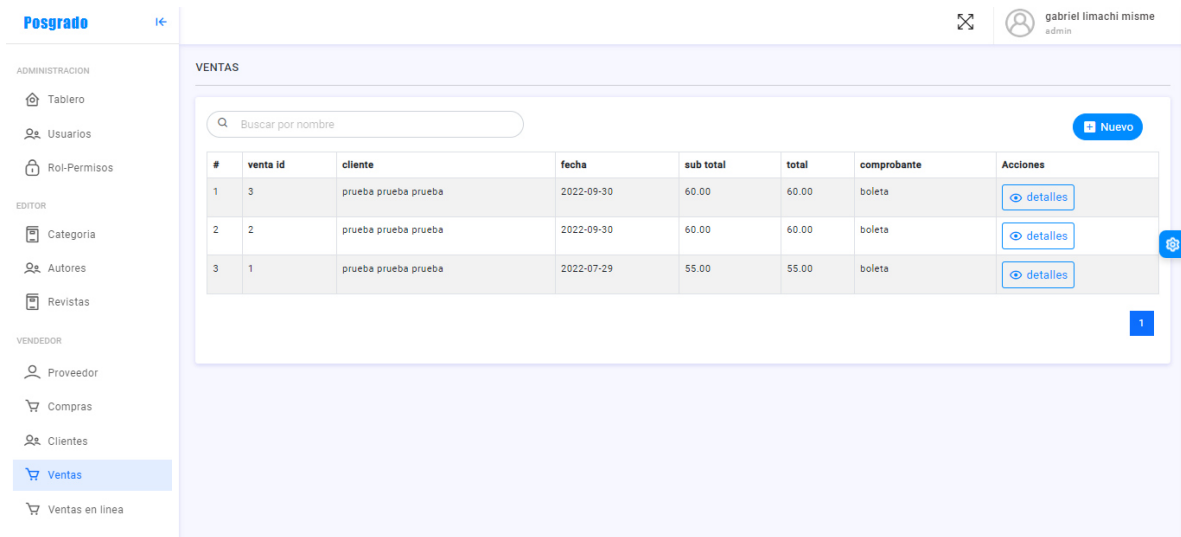 Posgrado
gabriel limachi misme
admin
ADMINISTRACION
Tablero
Usuarios
Rol-Permisos
EDITOR
Categoria
Autores
Revistas
VENDEDOR
Proveedor
Compras
Clientes
Ventas
Ventas en linea
VENTAS
Buscar por nombre
Nuevo
# venta id cliente fecha sub total total comprobante Acciones
1 3 prueba prueba prueba 2022-09-30 60.00 60.00 boleta detalles
2 2 prueba prueba prueba 2022-09-30 60.00 60.00 boleta detalles
3 1 prueba prueba prueba 2022-07-29 55.00 55.00 boleta detalles
1